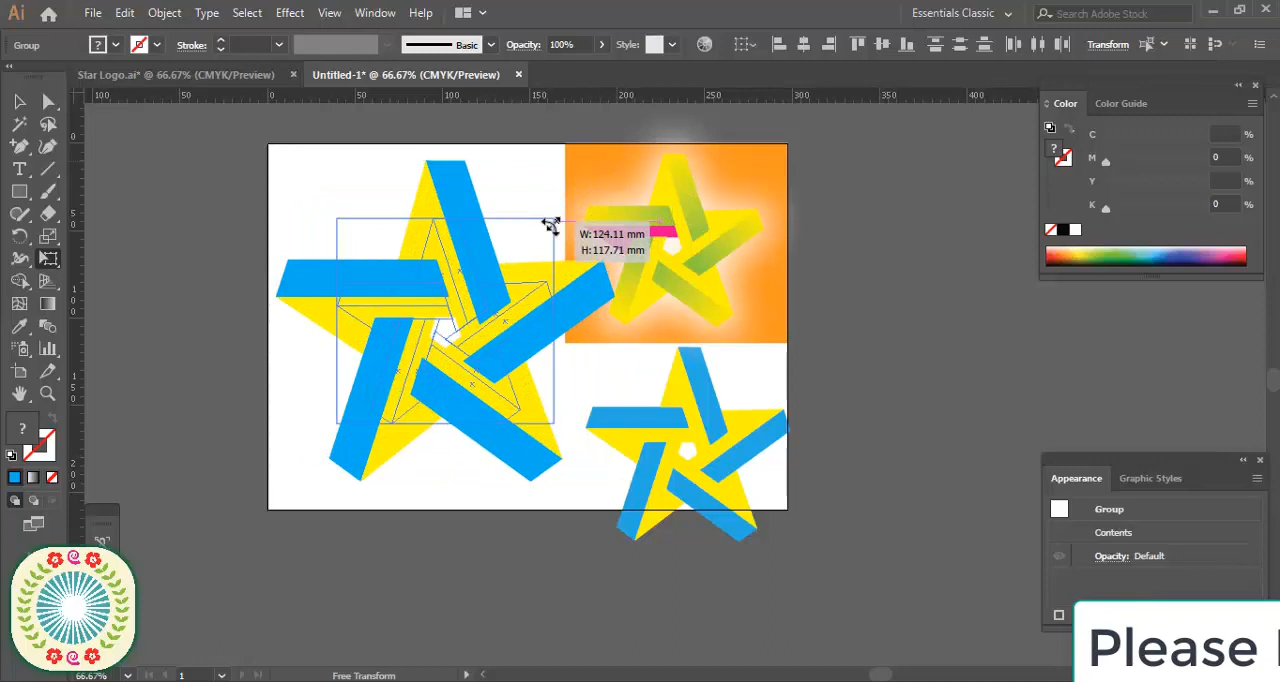 Ai File Edit Object Type Select Effect View Window Help Essentials Classic Search Adobe Stock
Group ? Stroke: Basic Opacity: 100% Style: Transform
Star Logo.ai* @ 66.67% (CMYK/Preview) × Untitled-1* @ 66.67% (CMYK/Preview) ×
100 50 0 50 100 150 200 250 300 350 400
Color Color Guide
C %
M 0 %
Y %
K 0 %
W:124.11 mm
H:117.71 mm
Appearance Graphic Styles
Group
Contents
Opacity: Default
Please
66.67% 1 Free Transform